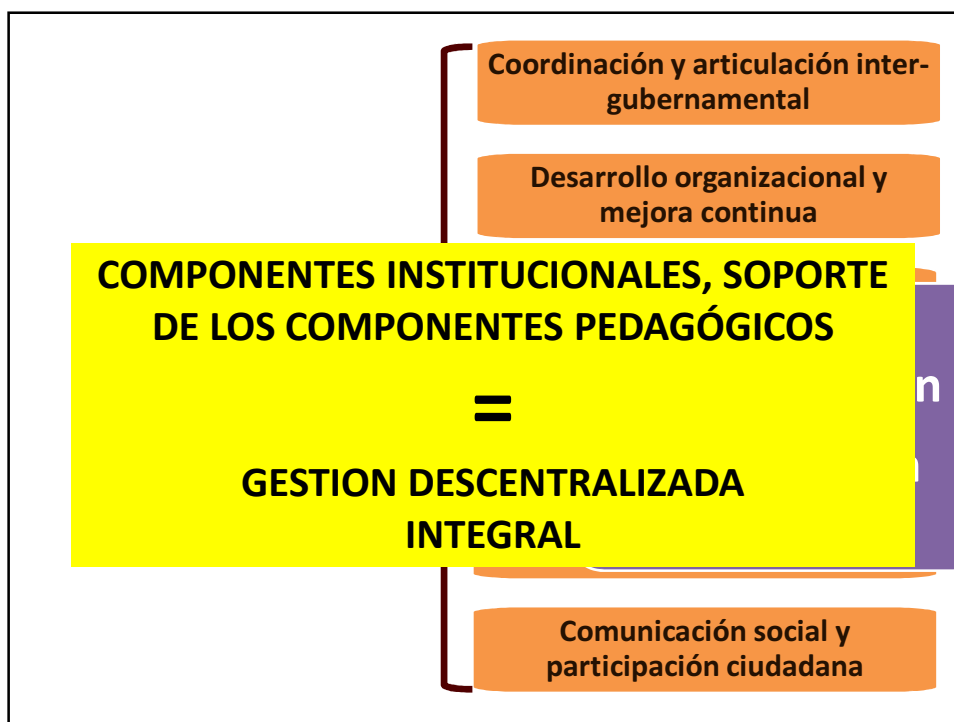 Coordinación y articulación inter-
gubernamental
Desarrollo organizacional y
mejora continua
COMPONENTES INSTITUCIONALES, SOPORTE
DE LOS COMPONENTES PEDAGÓGICOS
=
GESTION DESCENTRALIZADA
INTEGRAL
Comunicación social y
participación ciudadana